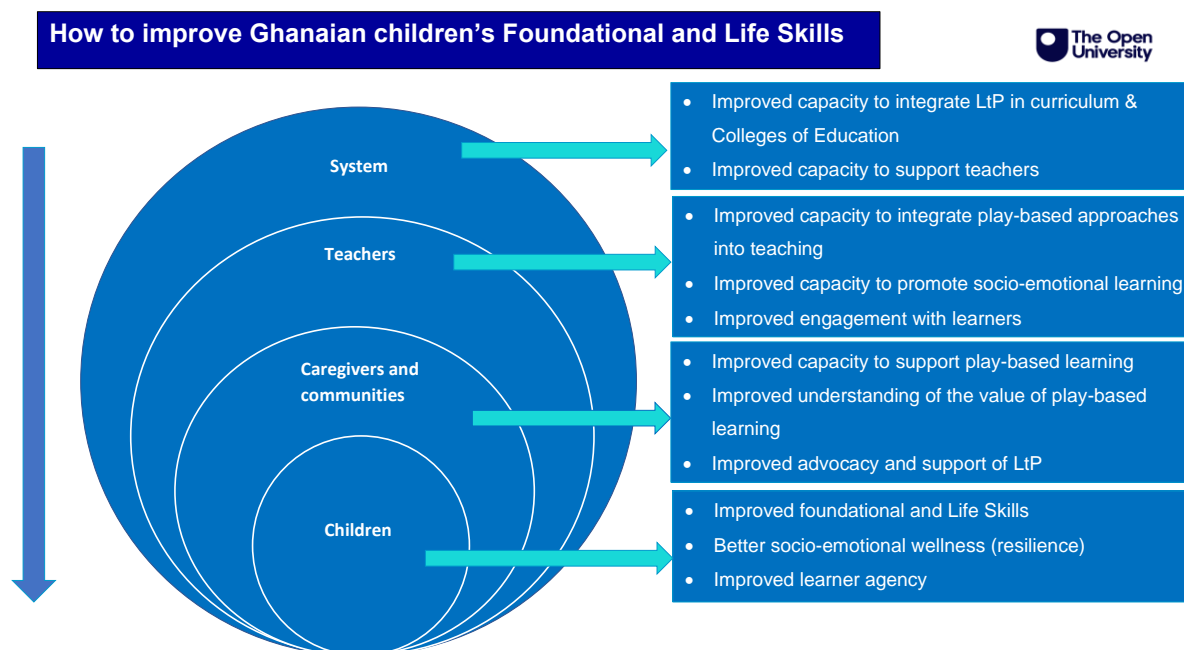 How to improve Ghanaian children's Foundational and Life Skills
The Open
University
System
• Improved capacity to integrate LtP in curriculum &
Colleges of Education
• Improved capacity to support teachers
Teachers
• Improved capacity to integrate play-based approaches
into teaching
• Improved capacity to promote socio-emotional learning
• Improved engagement with learners
Caregivers and
communities
• Improved capacity to support play-based learning
• Improved understanding of the value of play-based
learning
• Improved advocacy and support of LtP
Children
• Improved foundational and Life Skills
• Better socio-emotional wellness (resilience)
• Improved learner agency